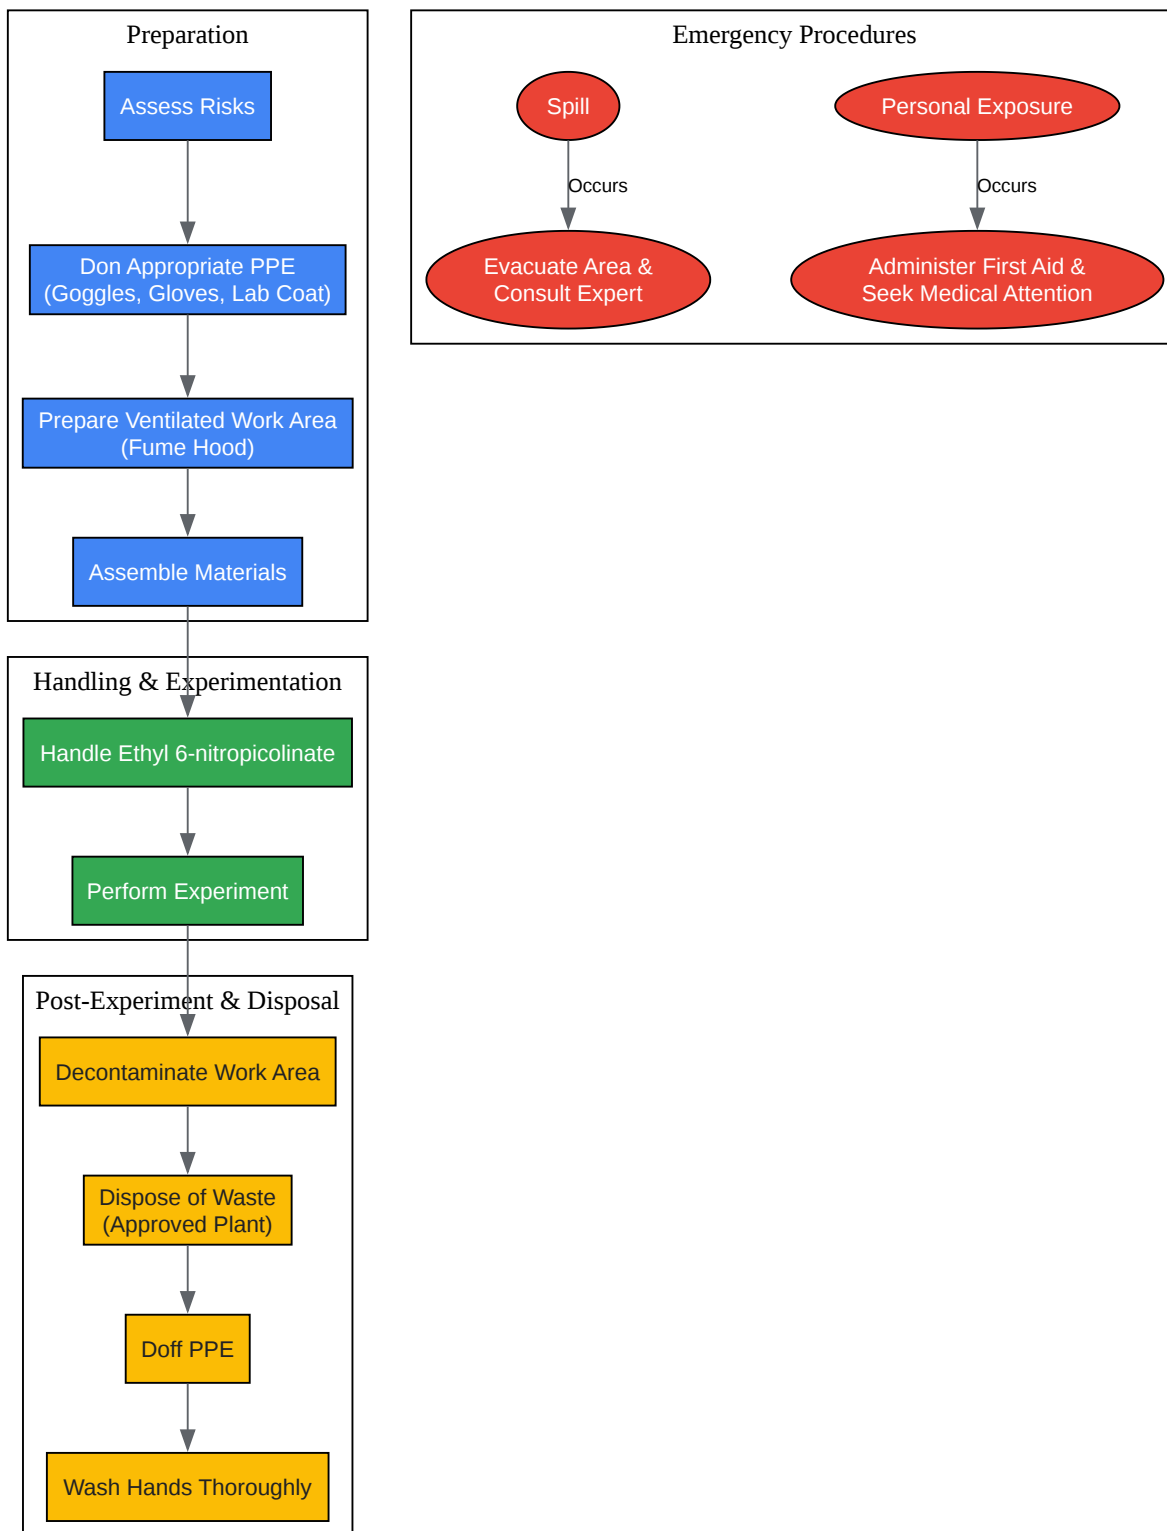 Preparation
Assess Risks
Don Appropriate PPE
(Goggles, Gloves, Lab Coat)
Prepare Ventilated Work Area
(Fume Hood)
Assemble Materials
Handling & Experimentation
Handle Ethyl 6-nitropicolinate
Perform Experiment
Post-Experiment & Disposal
Decontaminate Work Area
Dispose of Waste
(Approved Plant)
Doff PPE
Wash Hands Thoroughly
Emergency Procedures
Spill
Occurs
Evacuate Area &
Consult Expert
Personal Exposure
Occurs
Administer First Aid &
Seek Medical Attention